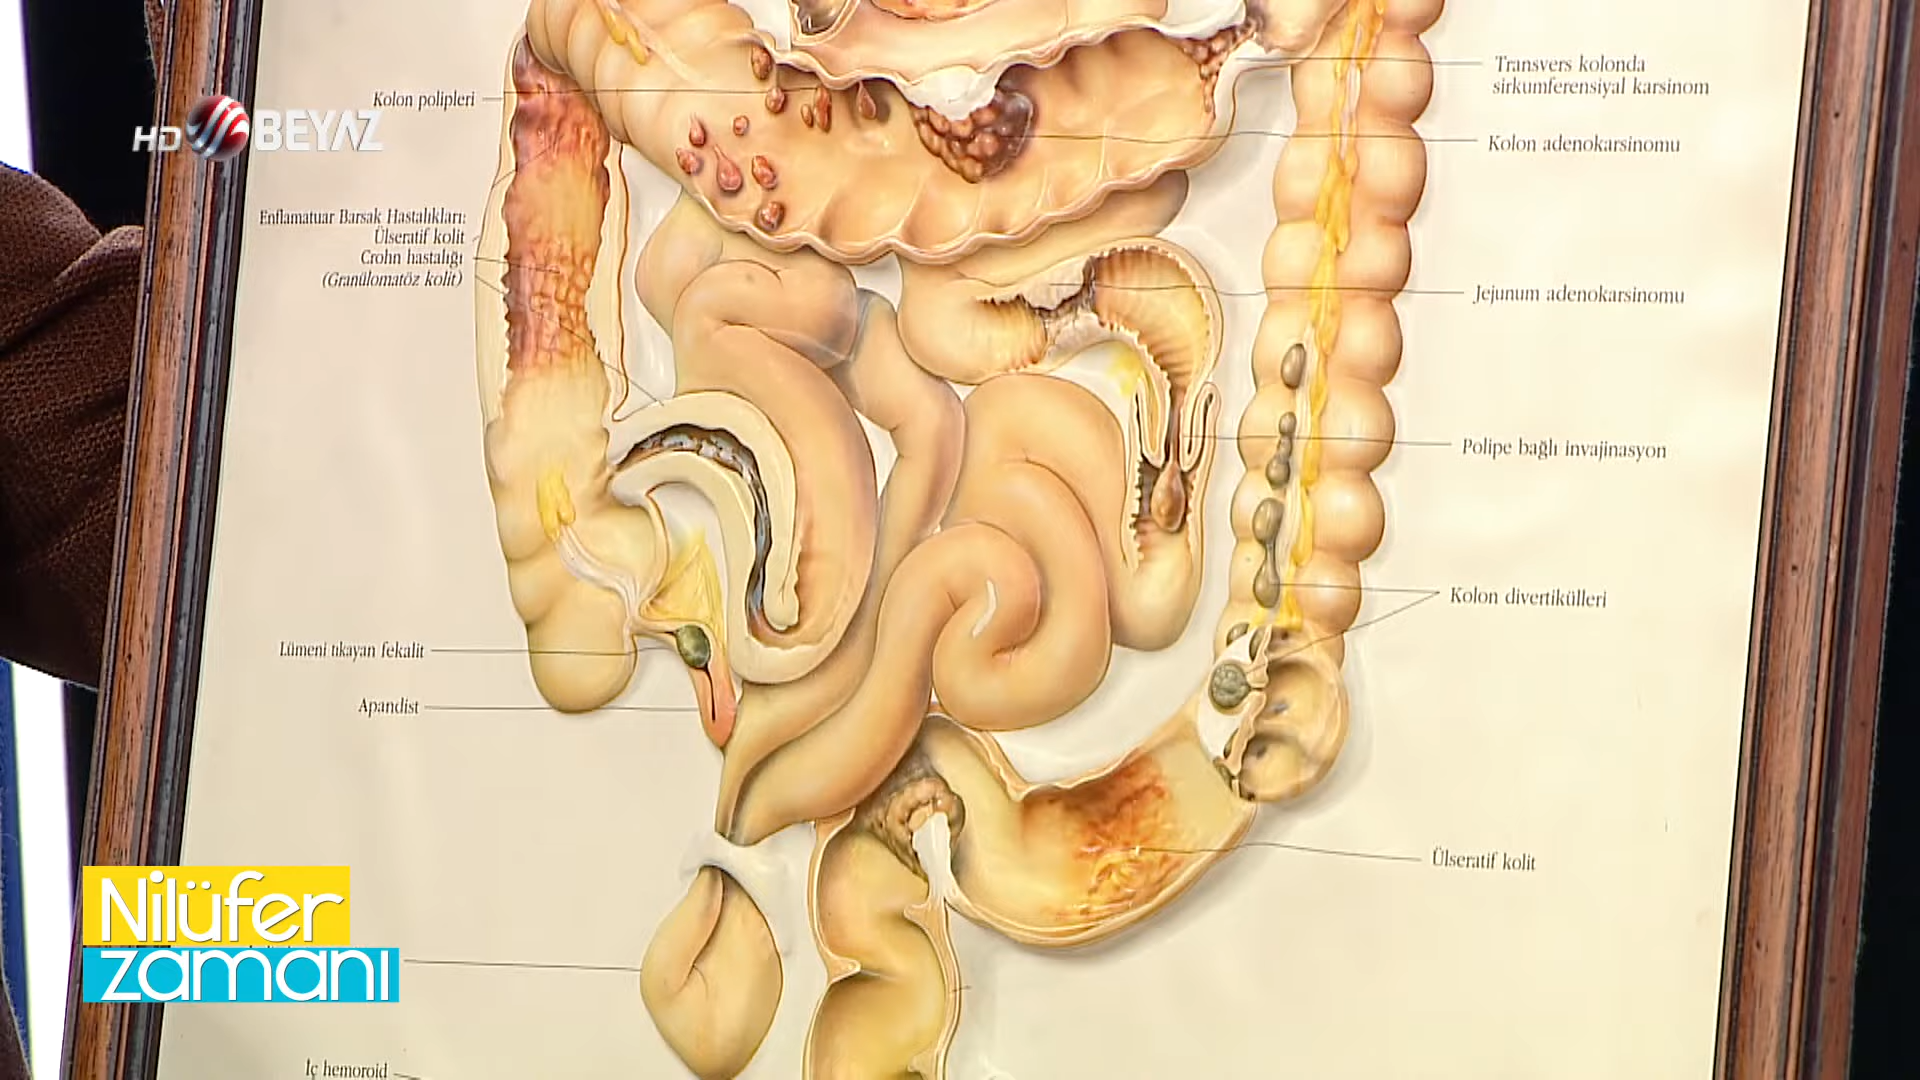 HD BEYAZ
Kolon polipleri
Enflamatuar Barsak Hastalıkları:
Ülseratif kolit
Crohn hastalığı
(Granülomatöz kolit)
Lümeni tıkayan fekalit
Apandist
İç hemoroid
Transvers kolonda
sirkumferensiyal karsinom
Kolon adenokarsinomu
Jejunum adenokarsinomu
Polipe bağlı invajinasyon
Kolon divertikülleri
Ülseratif kolit
Nilüfer
zamanı